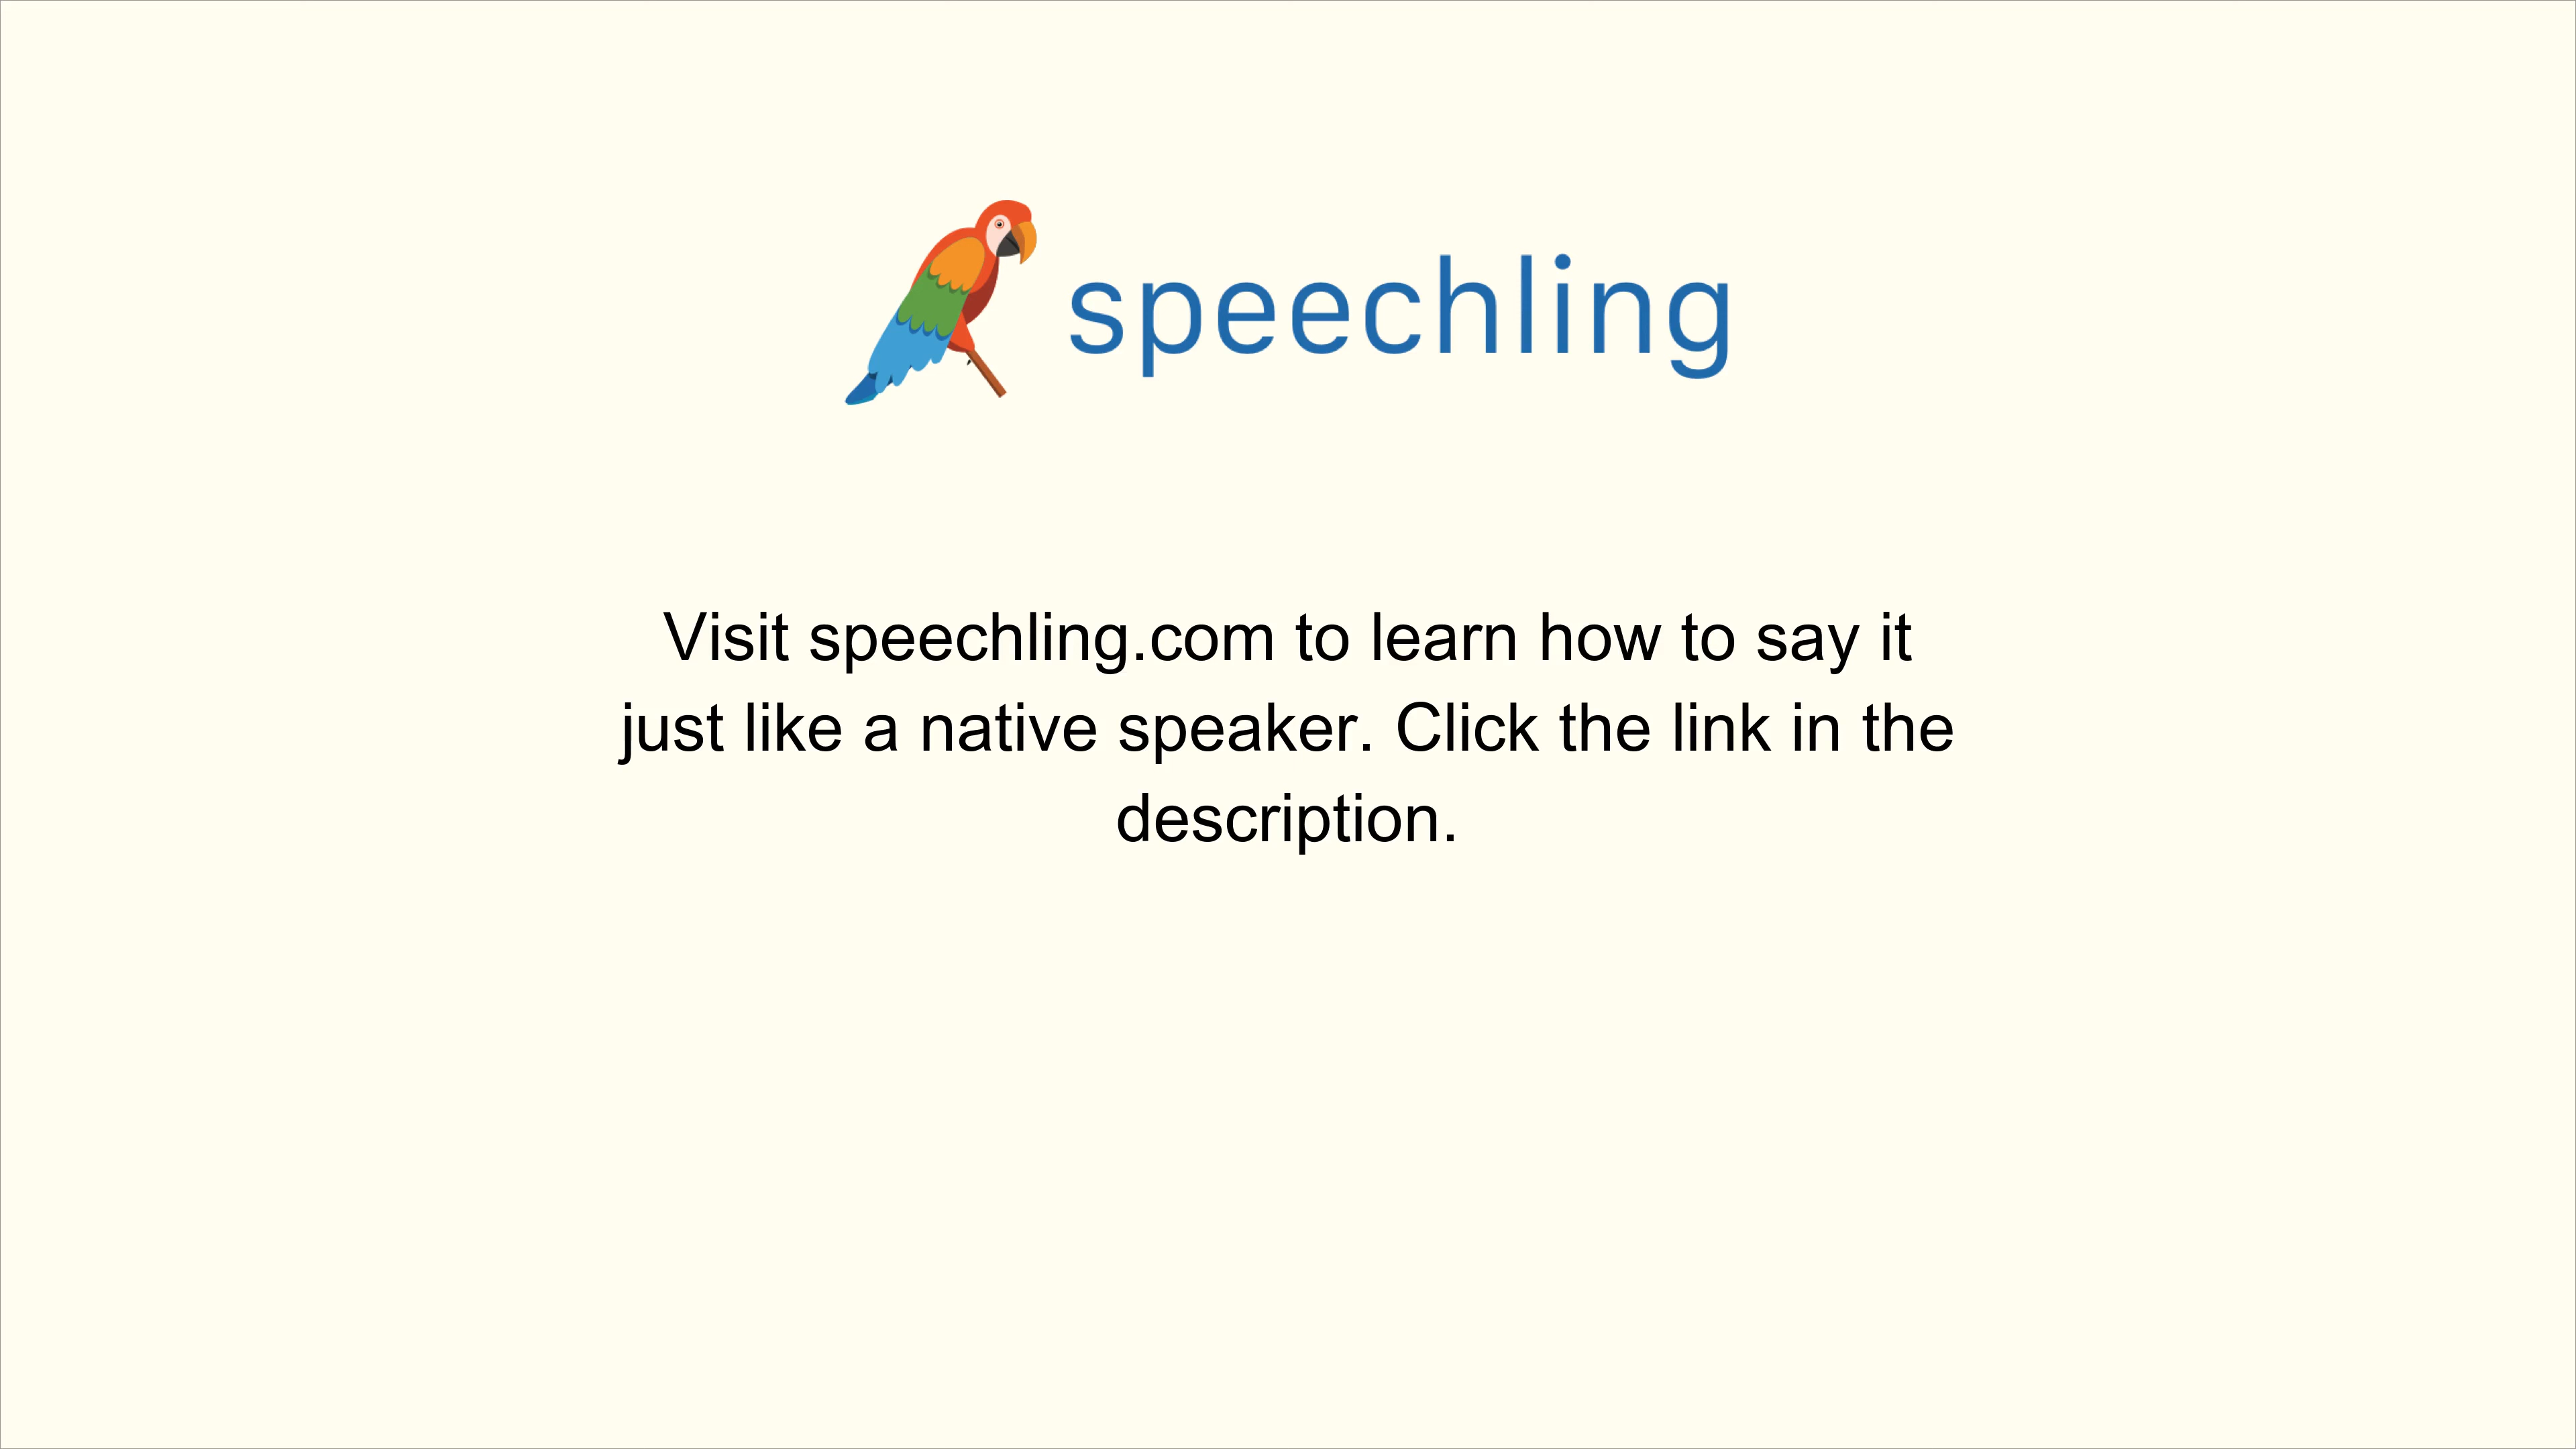 speechling
Visit speechling.com to learn how to say it
just like a native speaker. Click the link in the
description.